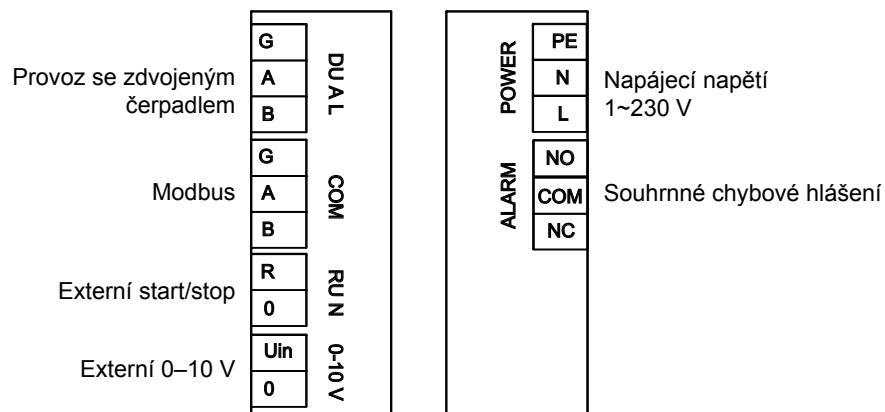 Provoz se zdvojeným
čerpadlem
G
A
B
DUAL
Modbus
G
A
B
COM
Externí start/stop
R
0
RUN
Externí 0–10 V
Uin
0
0-10 V
POWER
PE
N
L
Napájecí napětí
1~230 V
ALARM
NO
COM
NC
Souhrnné chybové hlášení